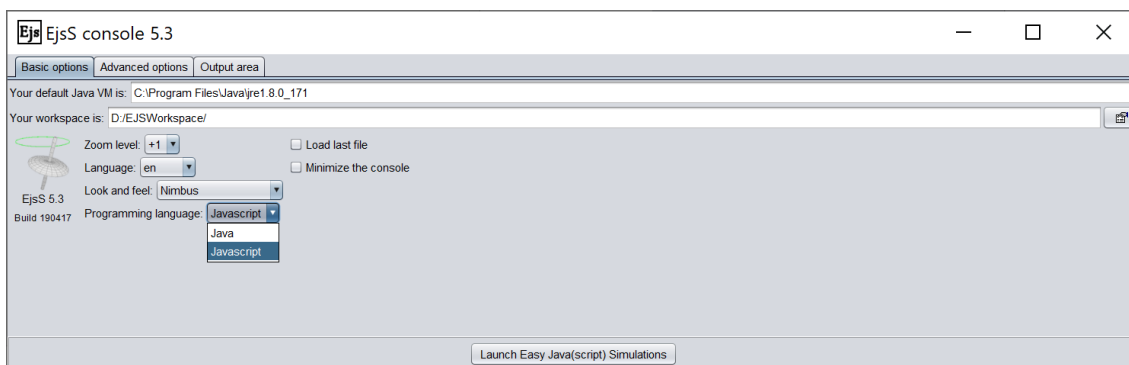 Ejs EjsS console 5.3
Basic options Advanced options Output area
Your default Java VM is: C:\Program Files\Java\jre1.8.0_171
Your workspace is: D:/EJSWorkspace/
Zoom level: +1 Load last file
Language: en Minimize the console
Look and feel: Nimbus
EjsS 5.3
Programming language: Javascript
Build 190417
Java
Javascript
Launch Easy Java(script) Simulations